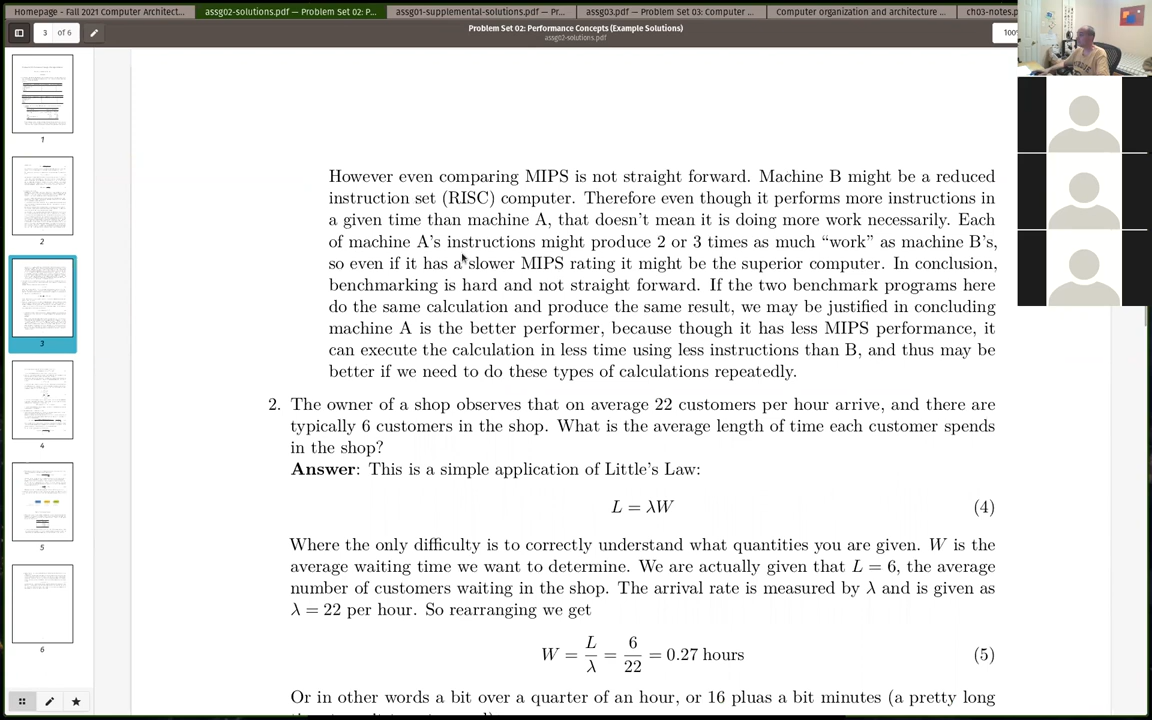 Homepage - Fall 2021 Computer Architect...
assg02-solutions.pdf — Problem Set 02: P...
assg01-supplemental-solutions.pdf — Pr...
assg03.pdf — Problem Set 03: Computer ...
Computer organization and architecture ...
ch03-notes.p
3 of 6
Problem Set 02: Performance Concepts (Example Solutions)
assg02-solutions.pdf
100
1
2
3
4
5
6
However even comparing MIPS is not straight forward. Machine B might be a reduced
instruction set (RISC) computer. Therefore even though it performs more instructions in
a given time than machine A, that doesn't mean it is doing more work necessarily. Each
of machine A's instructions might produce 2 or 3 times as much “work” as machine B's,
so even if it has a slower MIPS rating it might be the superior computer. In conclusion,
benchmarking is hard and not straight forward. If the two benchmark programs here
do the same calculation and produce the same result, we may be justified in concluding
machine A is the better performer, because though it has less MIPS performance, it
can execute the calculation in less time using less instructions than B, and thus may be
better if we need to do these types of calculations repeatedly.
2. The owner of a shop observes that on average 22 customers per hour arrive, and there are
typically 6 customers in the shop. What is the average length of time each customer spends
in the shop?
Answer: This is a simple application of Little's Law:
L = λW (4)
Where the only difficulty is to correctly understand what quantities you are given. W is the
average waiting time we want to determine. We are actually given that L = 6, the average
number of customers waiting in the shop. The arrival rate is measured by λ and is given as
λ = 22 per hour. So rearranging we get
W = L/λ = 6/22 = 0.27 hours (5)
Or in other words a bit over a quarter of an hour, or 16 pluas a bit minutes (a pretty long